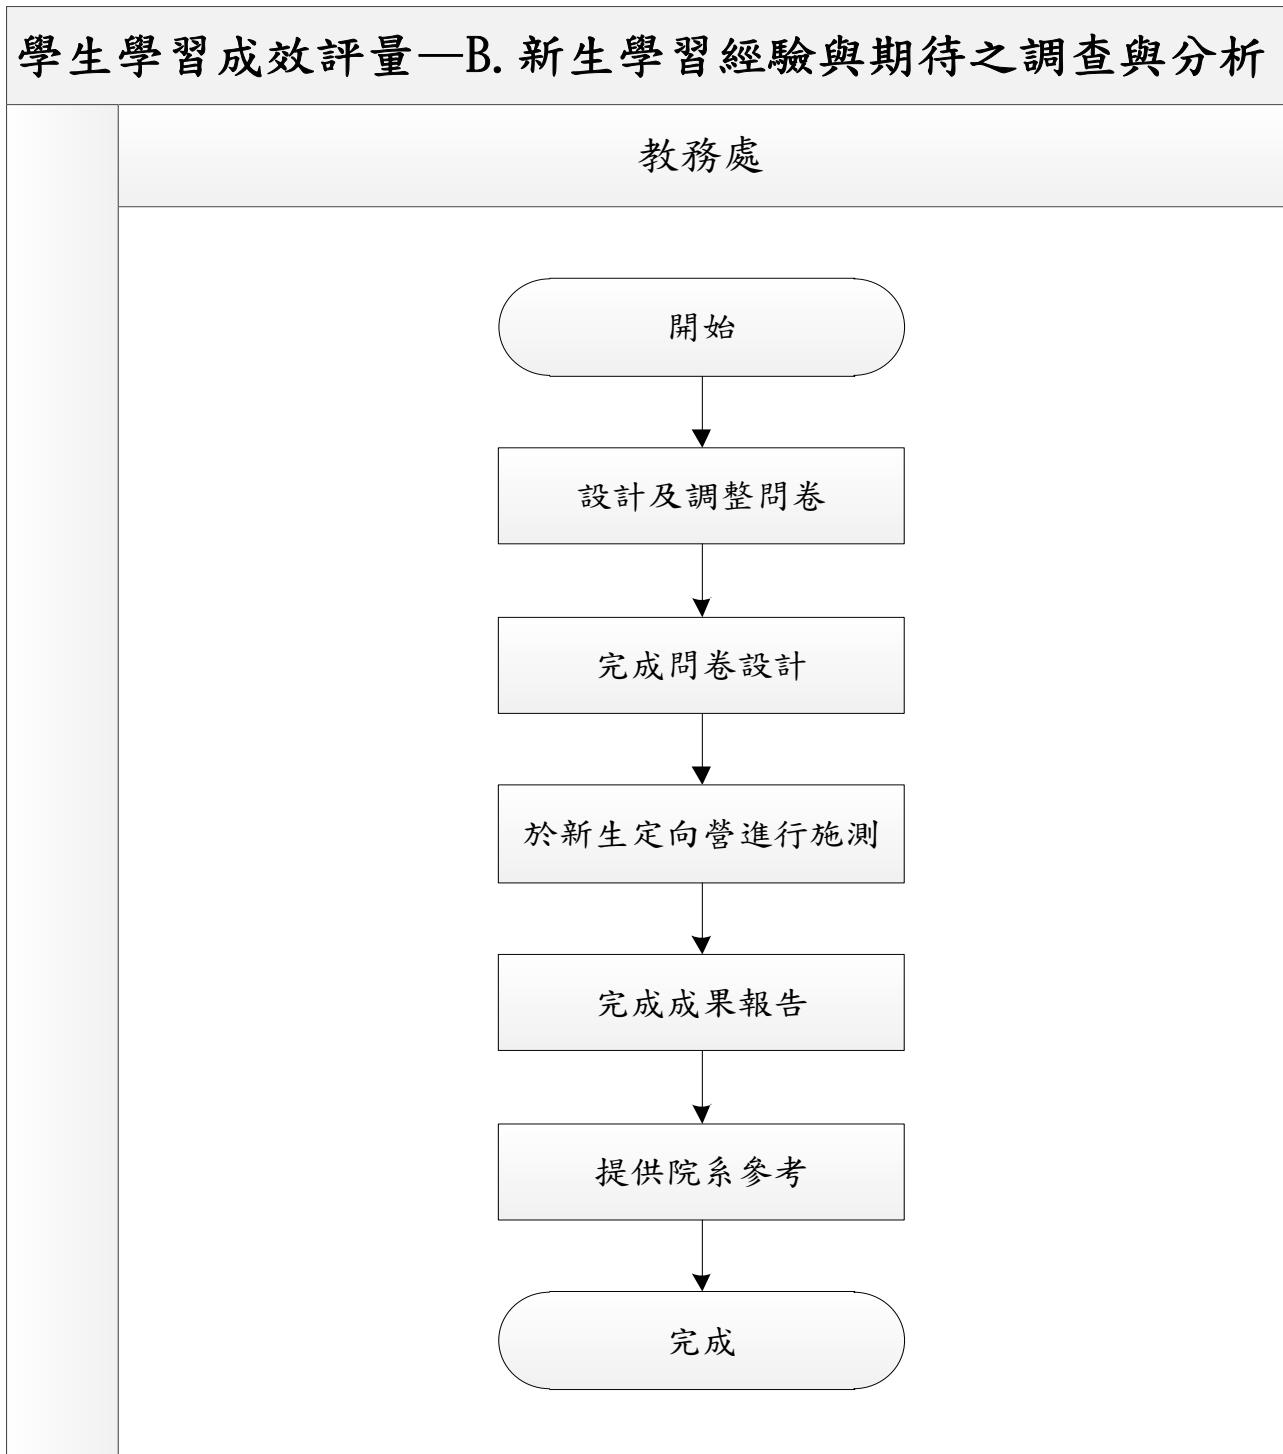 學生學習成效評量—B.新生學習經驗與期待之調查與分析
教務處
開始
設計及調整問卷
完成問卷設計
於新生定向營進行施測
完成成果報告
提供院系參考
完成